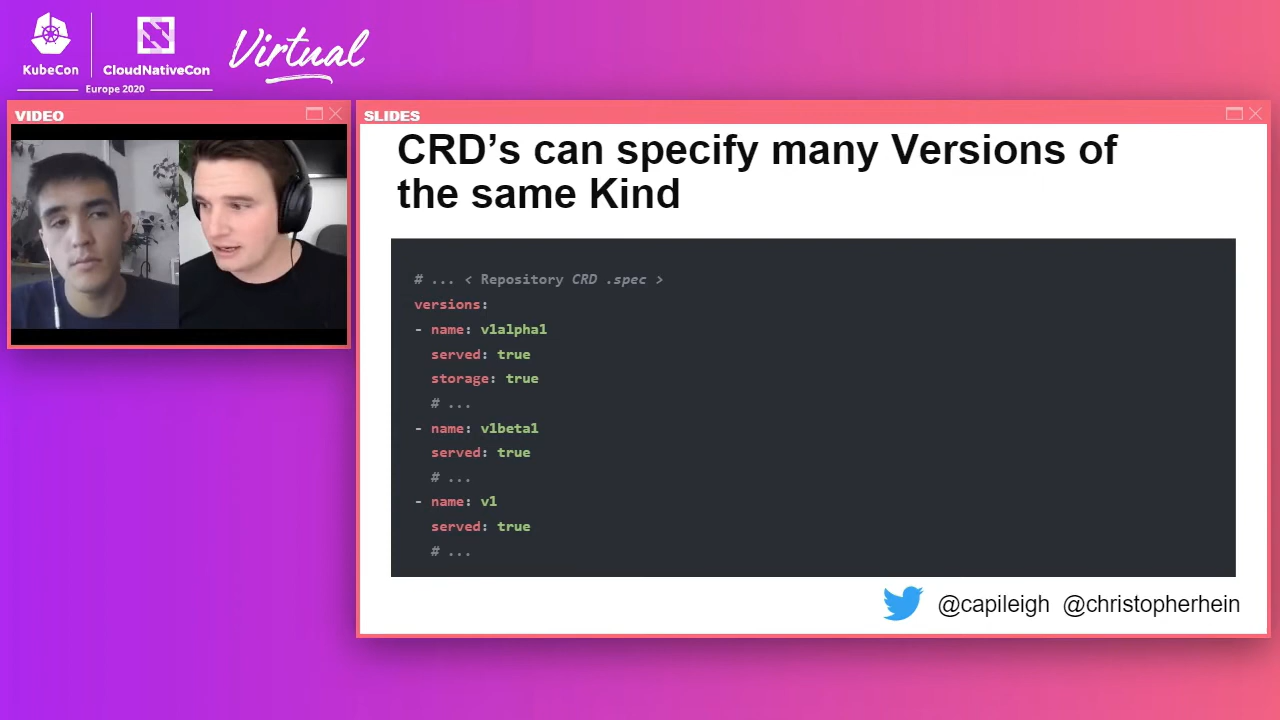 KubeCon
CloudNativeCon
Europe 2020
Virtual
VIDEO
SLIDES
CRD's can specify many Versions of
the same Kind
# ... < Repository CRD .spec >
versions:
- name: v1alpha1
served: true
storage: true
# ...
- name: v1beta1
served: true
# ...
- name: v1
served: true
# ...
@capileigh @christopherhein